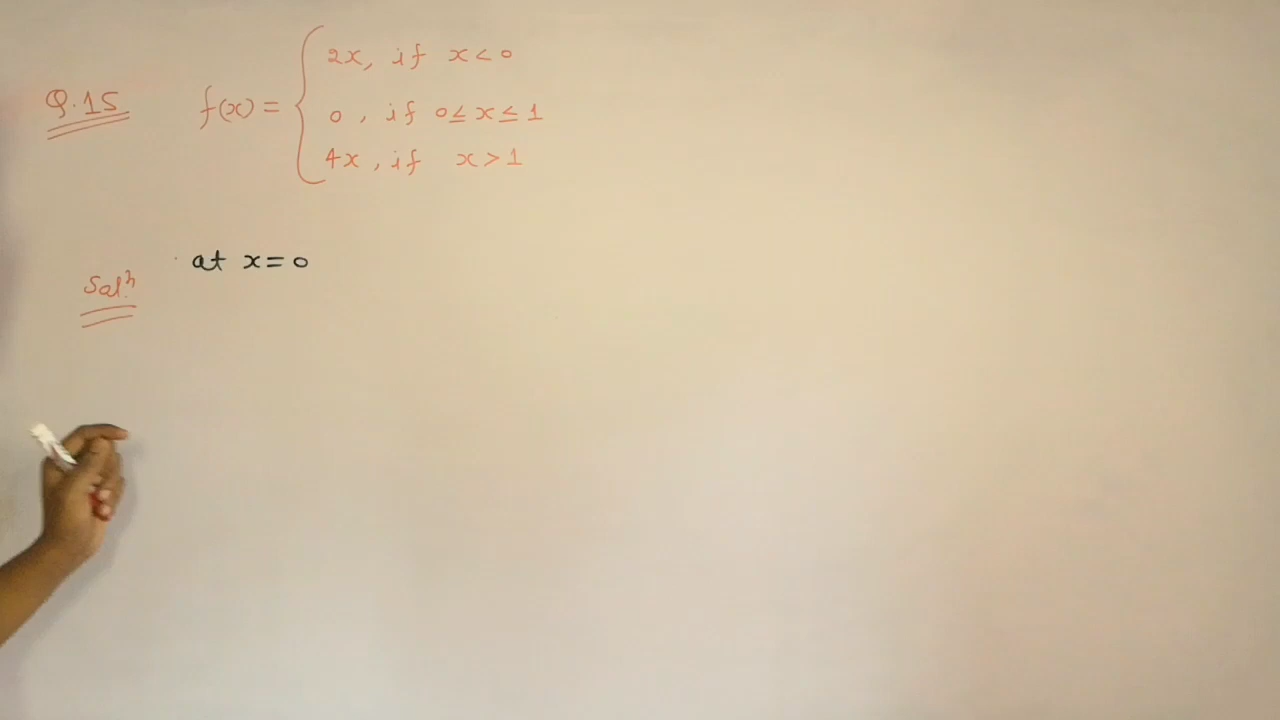 2x, if x < 0
Q.15 f(x) = { 0, if 0 ≤ x ≤ 1
4x, if x > 1
at x = 0
Solⁿ